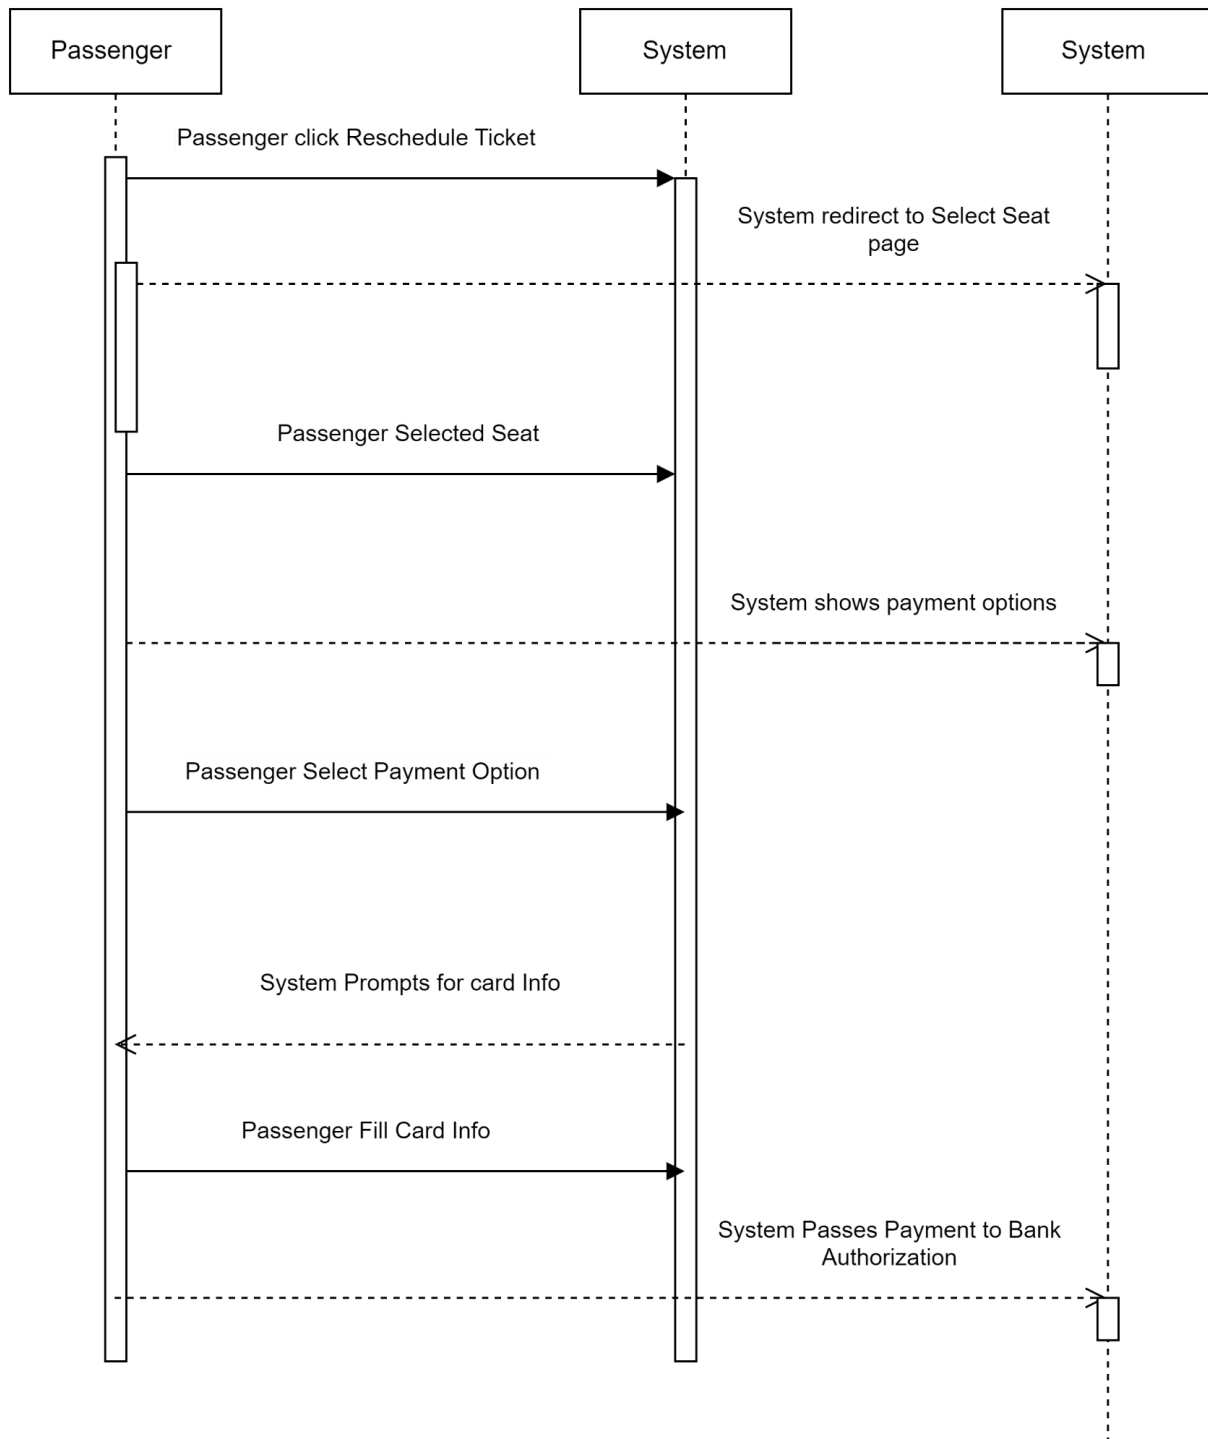 Passenger
System
System
Passenger click Reschedule Ticket
System redirect to Select Seat
page
Passenger Selected Seat
System shows payment options
Passenger Select Payment Option
System Prompts for card Info
Passenger Fill Card Info
System Passes Payment to Bank
Authorization